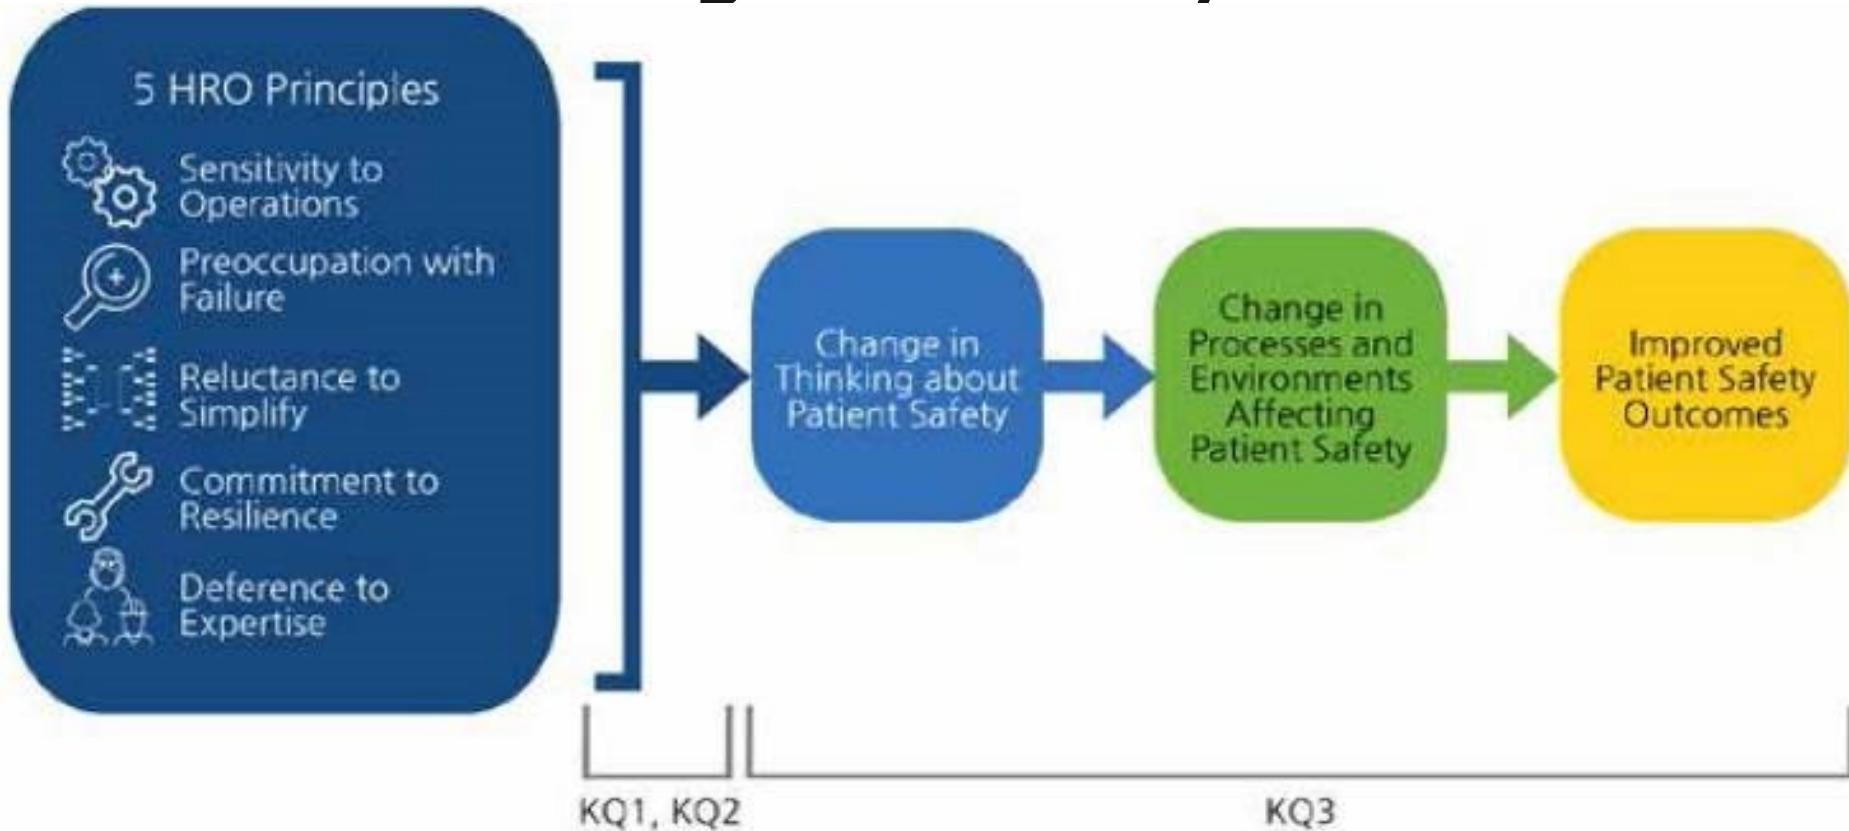 5 HRO Principles
Sensitivity to
Operations
Preoccupation with
Failure
Reluctance to
Simplify
Commitment to
Resilience
Deference to
Expertise
Change in
Thinking about
Patient Safety
Change in
Processes and
Environments
Affecting
Patient Safety
Improved
Patient Safety
Outcomes
KQ1, KQ2
KQ3